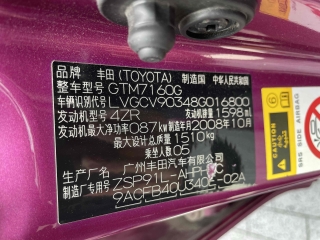 品牌 丰田 (TOYOTA) 制造国 中华人民共和国
整车型号 GTM7160G
车辆识别代号 LVGCV90348G016800
发动机型号 4ZR 发动机排量 1598mL
发动机最大净功率 087kw 制造年月 2008年10月
最大设计总质量 1510kg
乘坐人数 05
广州丰田汽车有限公司
制造厂专用号 ZSP91L-AHP
9ACFB40U3405 02A
CAUTION
SRS AIRBAG